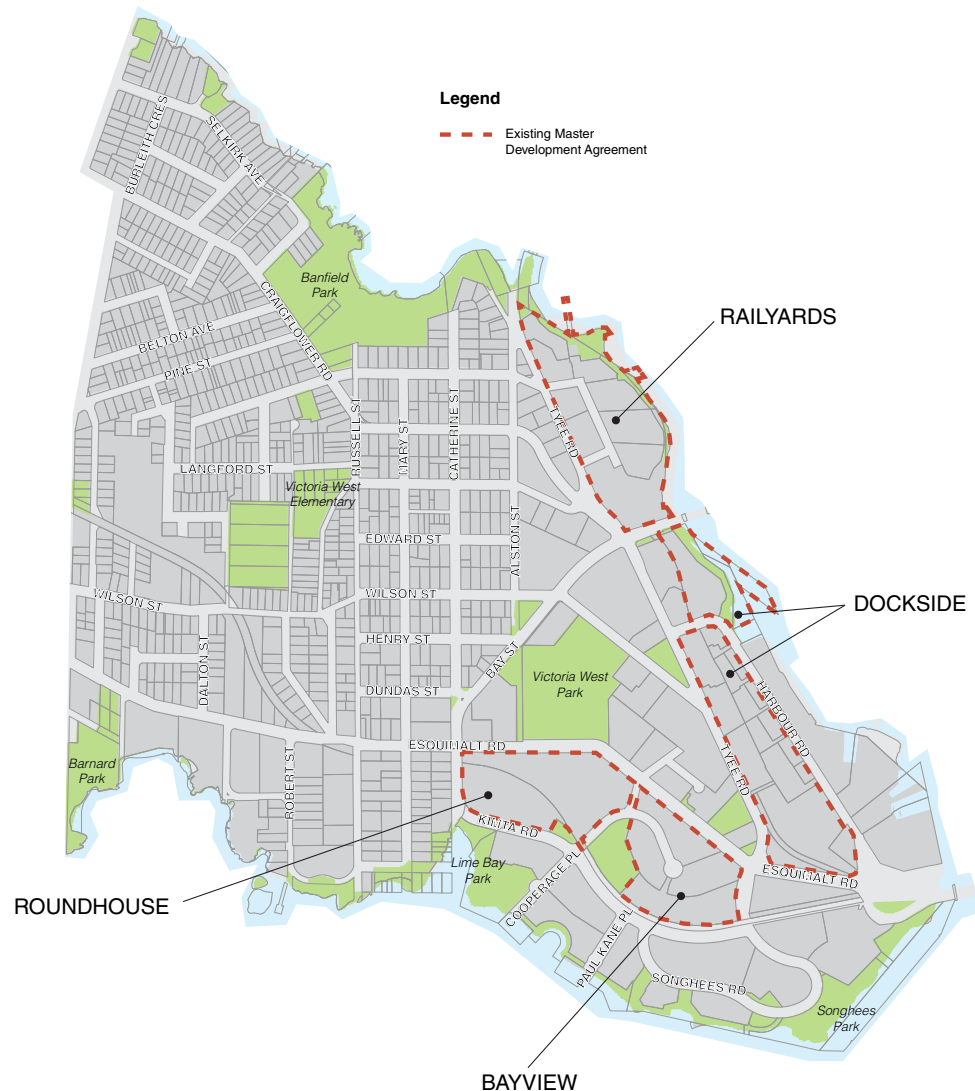 Legend
Existing Master
Development Agreement
BURLEITH CRES
SELKIRK AVE
Banfield
Park
CRAIGFLOWER RD
BELTON AVE
PINE ST
RAILYARDS
TYEE RD
RUSSELL ST
MARY ST
CATHERINE ST
LANGFORD ST
Victoria West
Elementary
EDWARD ST
ALSTON ST
WILSON ST
WILSON ST
DOCKSIDE
HENRY ST
BAY ST
DALTON ST
Victoria West
Park
HARBOUR RD
DUNDAS ST
TYEE RD
ESQUIMALT RD
Barnard
Park
ROBERT ST
KIMTA RD
Lime Bay
Park
COOPERAGE PL
ESQUIMALT RD
ROUNDHOUSE
PAUL KANE PL
SONGHEES RD
Songhees
Park
BAYVIEW